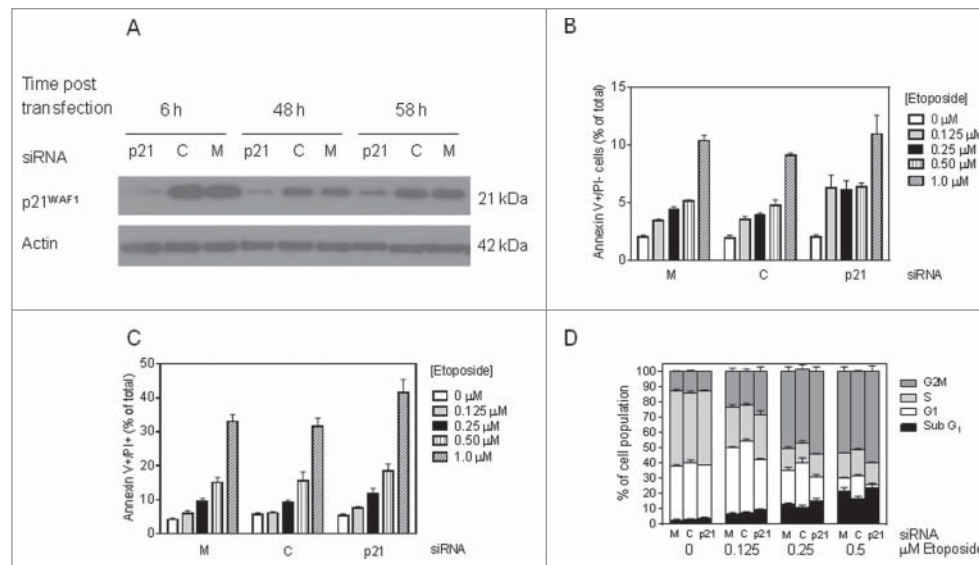 A
Time post
transfection
6 h
48 h
58 h
siRNA
p21
C
M
p21
C
M
p21
C
M
p21WAF1
21 kDa
Actin
42 kDa
B
15
10
5
0
Annexin V+/PI- cells (% of total)
M
C
p21
siRNA
[Etoposide]
0 µM
0.125 µM
0.25 µM
0.50 µM
1.0 µM
C
50
40
30
20
10
0
Annexin V+/PI+ (% of total)
M
C
p21
siRNA
[Etoposide]
0 µM
0.125 µM
0.25 µM
0.50 µM
1.0 µM
D
100
90
80
70
60
50
40
30
20
10
0
% of cell population
G2M
S
G1
Sub G1
M C p21 M C p21 M C p21 M C p21 siRNA
0 0.125 0.25 0.5 µM Etoposide